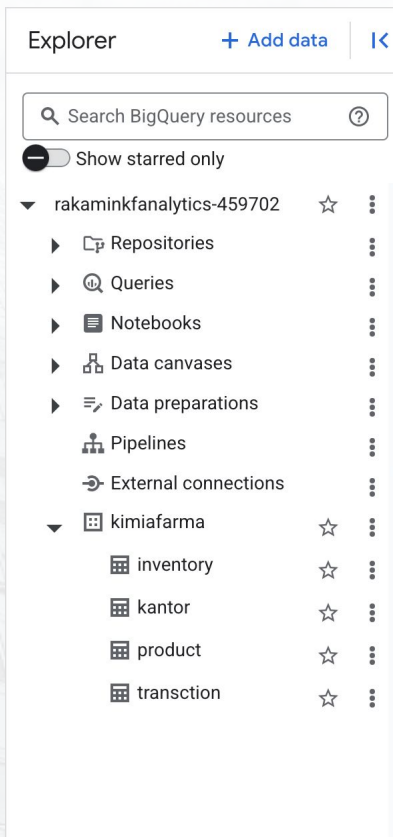 Explorer + Add data
Search BigQuery resources
Show starred only
rakaminkfanalytics-459702
Repositories
Queries
Notebooks
Data canvases
Data preparations
Pipelines
External connections
kimiafarma
inventory
kantor
product
transction